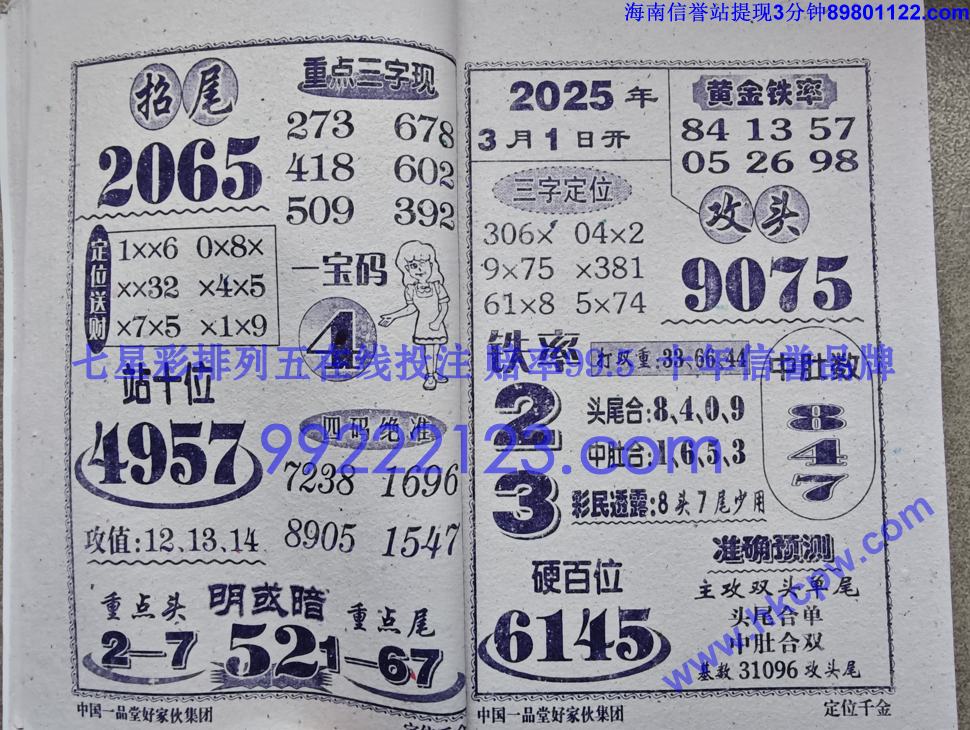 海南信誉站提现3分钟89801122.com
招尾
2065
重点三字现
273 678
418 602
509 392
定位送财
1××6 0×8×
××32 ×4×5
×7×5 ×1×9
一宝码
4
站十位
4957
攻值:12、13、14
四码绝准
7238 1696
8905 1547
重点头
2—7
明或暗
521
重点尾
—67
中国一品堂好家伙集团
2025年
3月1日开
黄金铁率
84 13 57
05 26 98
三字定位
306× 04×2
9×75 ×381
61×8 5×74
攻头
9075
铁率
2
3
打双重:33、66、44
头尾合:8、4、0、9
中肚合:1、6、5、3
彩民透露:8头7尾少用
中肚数
8
4
7
硬百位
6145
准确预测
主攻双头单尾
头尾合单
中肚合双
基数31096攻头尾
中国一品堂好家伙集团
定位千金
七星彩排列五在线投注 赔率99.5 十年信誉品牌
99222123.com
www.hkcpw.com